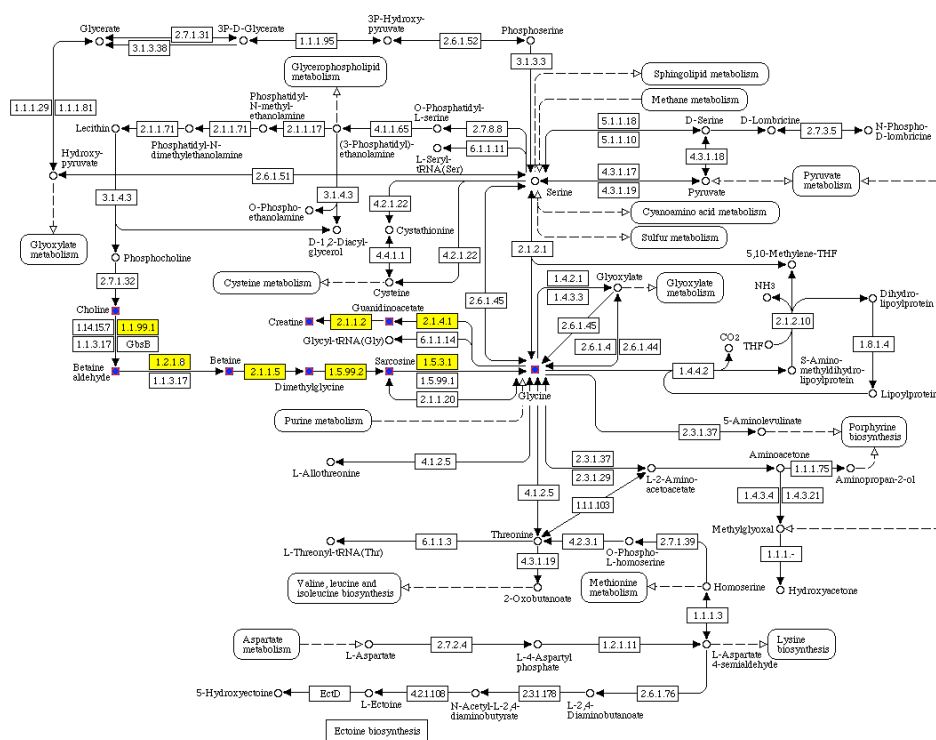 Glycerate
2.7.1.31
3P-D-Glycerate
3.1.3.38
1.1.1.95
3P-Hydroxy-
pyruvate
2.6.1.52
Phosphoserine
3.1.3.3
Glycerophospholipid
metabolism
Sphingolipid metabolism
Methane metabolism
1.1.1.29
1.1.1.81
Phosphatidyl-
N-methyl-
ethanolamine
O-Phosphatidyl-
L-serine
Lecithin
2.1.1.71
2.1.1.71
2.1.1.17
4.1.1.65
2.7.8.8
Phosphatidyl-N-
dimethylethanolamine
(3-Phosphatidyl)-
ethanolamine
6.1.1.11
L-Seryl-
tRNA(Ser)
5.1.1.18
5.1.1.10
D-Serine
D-Lombricine
2.7.3.5
N-Phospho-
D-lombricine
4.3.1.18
Hydroxy-
pyruvate
2.6.1.51
Serine
4.3.1.17
4.3.1.19
Pyruvate
Pyruvate
metabolism
3.1.4.3
3.1.4.3
O-Phospho-
ethanolamine
D-1,2-Diacyl-
glycerol
4.2.1.22
Cystathionine
4.4.1.1
4.2.1.22
Cysteine
Cysteine metabolism
Cyanoamino acid metabolism
Sulfur metabolism
Glyoxylate
metabolism
Phosphocholine
2.7.1.32
Choline
2.1.2.1
2.6.1.45
1.4.2.1
1.4.3.3
Glyoxylate
Glyoxylate
metabolism
2.6.1.45
2.6.1.4
2.6.1.44
5,10-Methylene-THF
NH3
Dihydro-
lipoylprotein
2.1.2.10
CO2
THF
1.8.1.4
1.4.4.2
S-Amino-
methyldihydro-
lipoylprotein
Lipoylprotein
1.14.15.7
1.1.99.1
1.1.3.17
GbsB
Creatine
2.1.1.2
Guanidinoacetate
2.1.4.1
Glycyl-tRNA(Gly)
6.1.1.14
Betaine
aldehyde
1.2.1.8
1.1.3.17
Betaine
2.1.1.5
Dimethylglycine
1.5.99.2
Sarcosine
1.5.3.1
1.5.99.1
2.1.1.20
Glycine
Purine metabolism
2.3.1.37
5-Aminolevulinate
Porphyrine
biosynthesis
L-Allothreonine
4.1.2.5
4.1.2.5
2.3.1.37
2.3.1.29
L-2-Amino-
acetoacetate
Aminoacetone
1.1.1.75
Aminopropan-2-ol
1.1.1.103
1.4.3.4
1.4.3.21
Methylglyoxal
1.1.1.-
Hydroxyacetone
L-Threonyl-tRNA(Thr)
6.1.1.3
Threonine
4.2.3.1
O-Phospho-
L-homoserine
2.7.1.39
4.3.1.19
Valine, leucine and
isoleucine biosynthesis
2-Oxobutanoate
Methionine
metabolism
Homoserine
1.1.1.3
Aspartate
metabolism
L-Aspartate
2.7.2.4
L-4-Aspartyl
phosphate
1.2.1.11
L-Aspartate
4-semialdehyde
Lysine
biosynthesis
5-Hydroxyectoine
EctD
L-Ectoine
4.2.1.108
N-Acetyl-L-2,4-
diaminobutyrate
2.3.1.178
L-2,4-
Diaminobutanoate
2.6.1.76
Ectoine biosynthesis